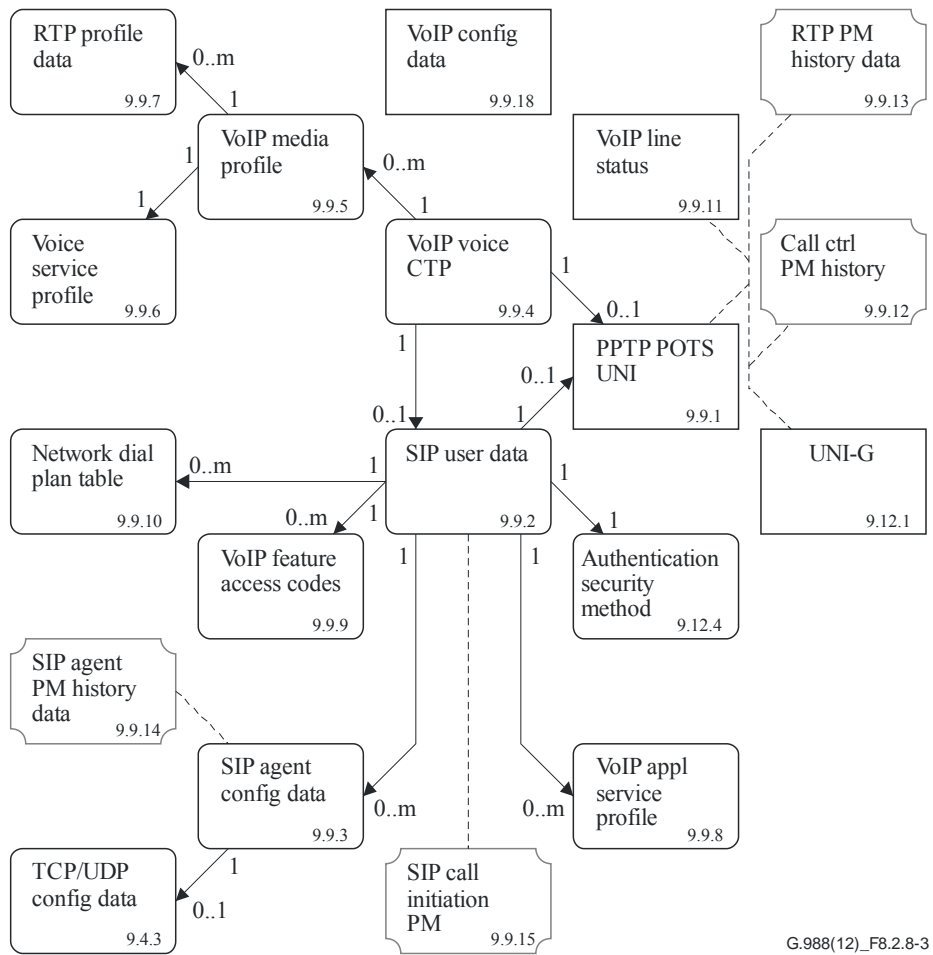 RTP profile
data
9.9.7
VoIP config
data
9.9.18
RTP PM
history data
9.9.13
0..m
1
VoIP media
profile
9.9.5
VoIP line
status
9.9.11
1
0..m
1
1
Voice
service
profile
9.9.6
VoIP voice
CTP
9.9.4
Call ctrl
PM history
9.9.12
1
0..1
1
PPTP POTS
UNI
9.9.1
0..1
0..1
1
Network dial
plan table
9.9.10
SIP user data
9.9.2
UNI-G
9.12.1
0..m
1
1
0..m
1
1
1
1
VoIP feature
access codes
9.9.9
Authentication
security
method
9.12.4
SIP agent
PM history
data
9.9.14
SIP agent
config data
9.9.3
0..m
0..m
VoIP appl
service
profile
9.9.8
1
0..1
TCP/UDP
config data
9.4.3
SIP call
initiation
PM
9.9.15
G.988(12)_F8.2.8-3